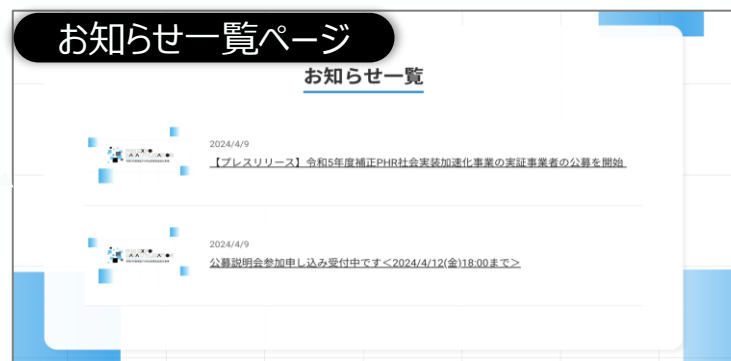 お知らせ一覧ページ
お知らせ一覧
2024/4/9
【プレスリリース】令和5年度補正PHR社会実装加速化事業の実証事業者の公募を開始
2024/4/9
公募説明会参加申し込み受付中です＜2024/4/12(金)18:00まで＞